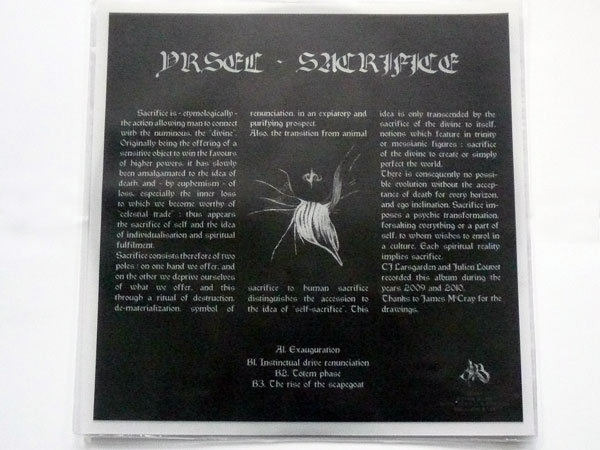 YRSEL - SACRIFICE
Sacrifice is - etymologically -
the action allowing man to connect
with the numinous, the "divine".
Originally being the offering of a
sensitive object to win the favours
of higher powers, it has slowly
been amalgamated to the idea of
death, and - by euphemism - of
loss, especially the inner loss
to which we become worthy of
"celestial trade" : thus appears
the sacrifice of self and the idea
of individualisation and spiritual
fulfilment.
Sacrifice consists therefore of two
poles : on one hand we offer, and
on the other we deprive ourselves
of what we offer, and this
through a ritual of destruction,
de-materialization, symbol of
renunciation, in an expiatory and
purifying prospect.
Also, the transition from animal
sacrifice to human sacrifice
distinguishes the accession to
the idea of "self-sacrifice". This
idea is only transcended by the
sacrifice of the divine to itself,
notions which feature in trinity
or messianic figures : sacrifice
of the divine to create or simply
perfect the world.
There is consequently no possi-
ble evolution without the accep-
tance of death for every horizon,
and ego inclination. Sacrifice im-
poses a psychic transformation,
forsaking everything or a part of
self, to whom wishes to enrol in
a culture. Each spiritual reality
implies sacrifice.
CJ Larsgarden and Julien Louvet
recorded this album during the
years 2009 and 2010.
Thanks to James McCray for the
drawings.
A1. Exauguration
B1. Instinctual drive renunciation
B2. Totem phase
B3. The rise of the scapegoat